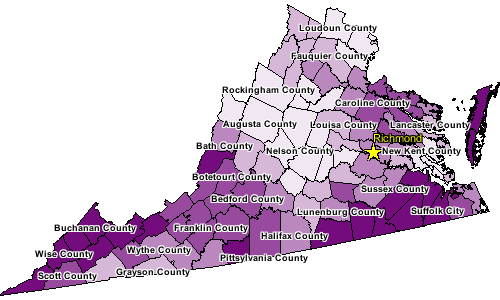 Loudoun County
Fauquier County
Rockingham County
Caroline County
Augusta County
Louisa County
Lancaster County
Richmond
Bath County
Nelson County
New Kent County
Botetourt County
Sussex County
Bedford County
Lunenburg County
Suffolk City
Buchanan County
Franklin County
Halifax County
Wise County
Wythe County
Pittsylvania County
Scott County
Grayson County